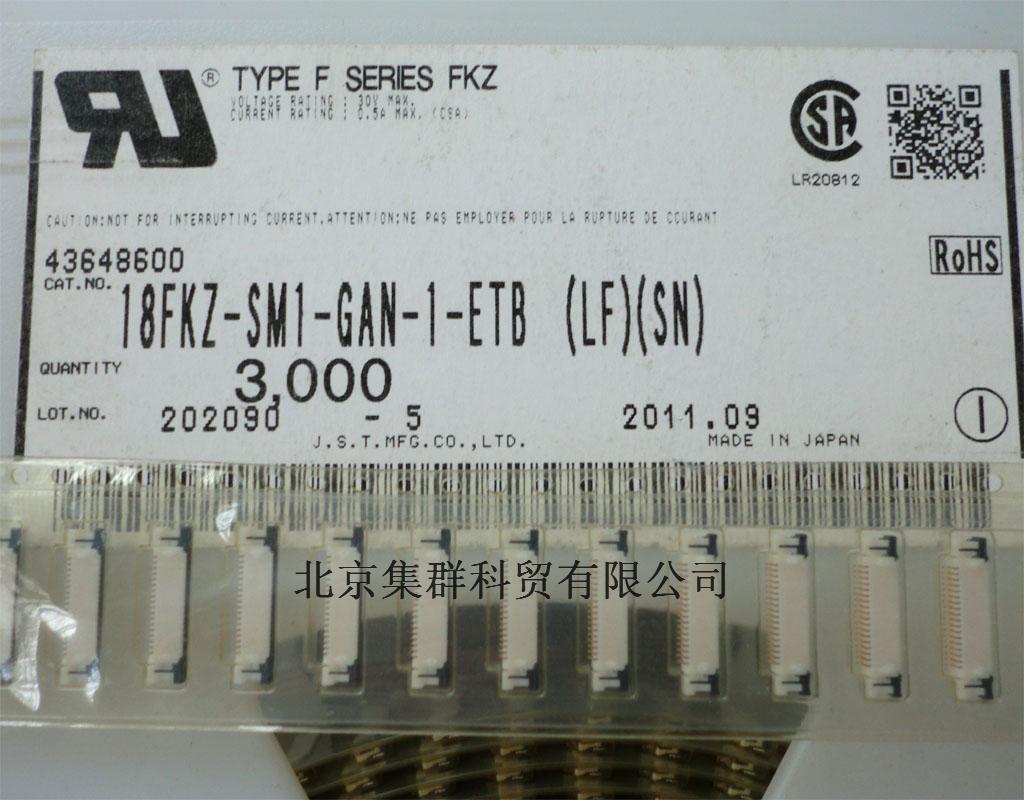 ® TYPE F SERIES FKZ
VOLTAGE RATING : 30V MAX.
CURRENT RATING : 0.5A MAX. (CSA)
LR20812
CAUTION:NOT FOR INTERRUPTING CURRENT.ATTENTION:NE PAS EMPLOYER POUR LA RUPTURE DE COURANT
43648600
RoHS
CAT.NO. 18FKZ-SM1-GAN-1-ETB (LF)(SN)
QUANTITY 3,000
LOT.NO. 202090 - 5 2011.09
J.S.T.MFG.CO.,LTD. MADE IN JAPAN
北京集群科贸有限公司